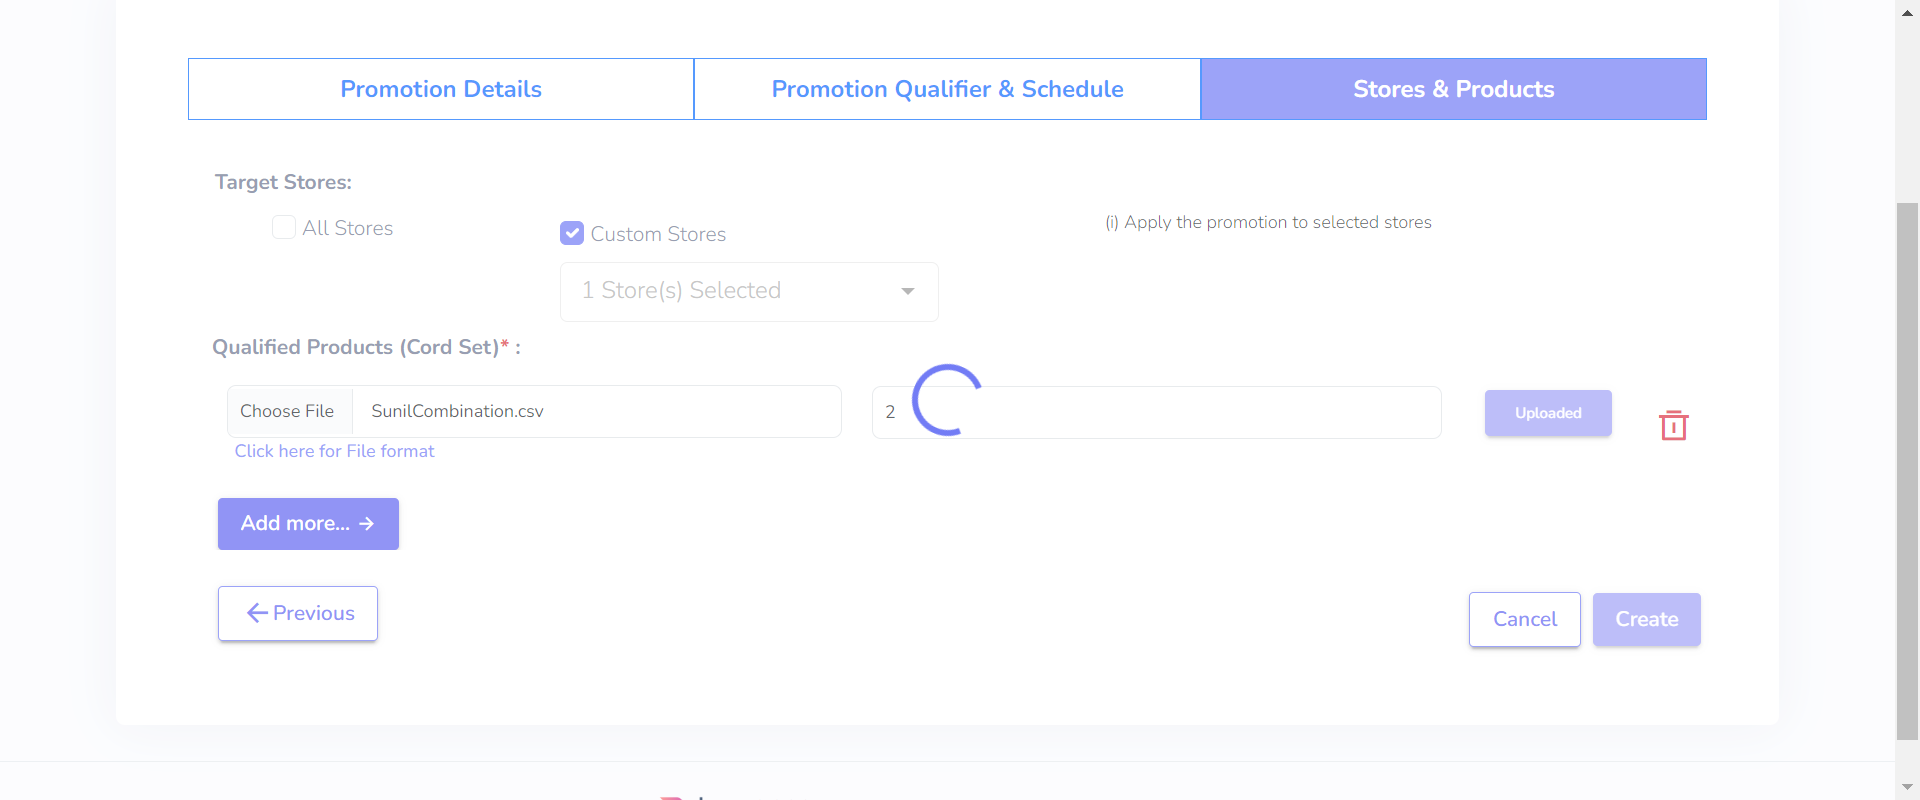 Promotion Details
Promotion Qualifier & Schedule
Stores & Products
Target Stores:
All Stores
Custom Stores
(i) Apply the promotion to selected stores
1 Store(s) Selected
Qualified Products (Cord Set)* :
Choose File
SunilCombination.csv
2
Uploaded
Click here for File format
Add more...
Previous
Cancel
Create